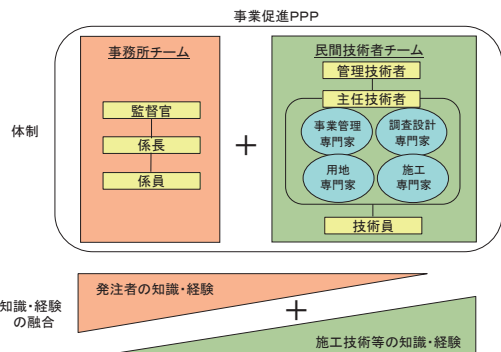 事業促進PPP
事務所チーム
監督官
係長
係員
体制
+
民間技術者チーム
管理技術者
主任技術者
事業管理
専門家
調査設計
専門家
用地
専門家
施工
専門家
技術員
知識・経験
の融合
発注者の知識・経験
+
施工技術等の知識・経験